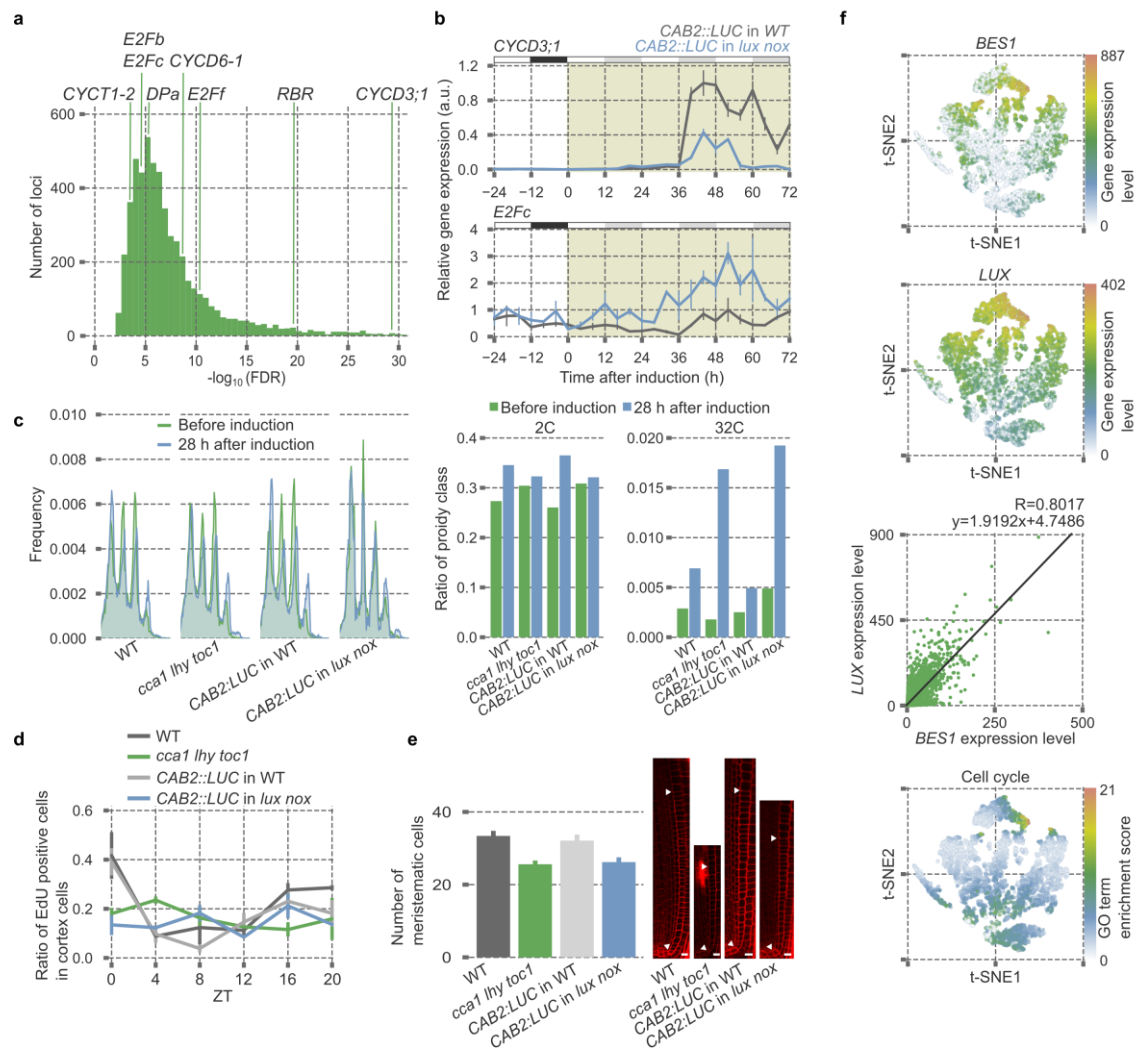 a
E2Fb
E2Fc CYCD6-1
CYCT1-2 DPa E2Ff RBR CYCD3;1
600
400
200
0
Number of loci
0 5 10 15 20 25 30
-log10 (FDR)
b
CAB2::LUC in WT
CYCD3;1 CAB2::LUC in lux nox
1.2
0.8
0.4
0.0
−24 −12 0 12 24 36 48 60 72
E2Fc
4
3
2
1
0
Relative gene expression (a.u.)
−24 −12 0 12 24 36 48 60 72
Time after induction (h)
c
Before induction
28 h after induction
0.010
0.008
0.006
0.004
0.002
0.000
Frequency
WT
cca1 lhy toc1
CAB2:LUC in WT
CAB2:LUC in lux nox
Before induction 28 h after induction
2C 32C
0.4
0.3
0.2
0.1
0.0
Ratio of proidy class
WT
cca1 lhy toc1
CAB2:LUC in WT
CAB2:LUC in lux nox
0.020
0.015
0.010
0.005
0.000
WT
cca1 lhy toc1
CAB2:LUC in WT
CAB2:LUC in lux nox
d
WT
cca1 lhy toc1
CAB2::LUC in WT
CAB2::LUC in lux nox
0.6
0.4
0.2
0.0
Ratio of EdU positive cells
in cortex cells
0 4 8 12 16 20
ZT
e
40
20
0
Number of
meristematic cells
WT
cca1 lhy toc1
CAB2:LUC in WT
CAB2:LUC in lux nox
WT
cca1 lhy toc1
CAB2:LUC in WT
CAB2:LUC in lux nox
f
BES1
887
0
Gene expression
level
t-SNE2
t-SNE1
LUX
402
0
Gene expression
level
t-SNE2
t-SNE1
R=0.8017
y=1.9192x+4.7486
900
450
0
LUX expression level
0 250 500
BES1 expression level
Cell cycle
21
0
GO term
enrichment score
t-SNE2
t-SNE1